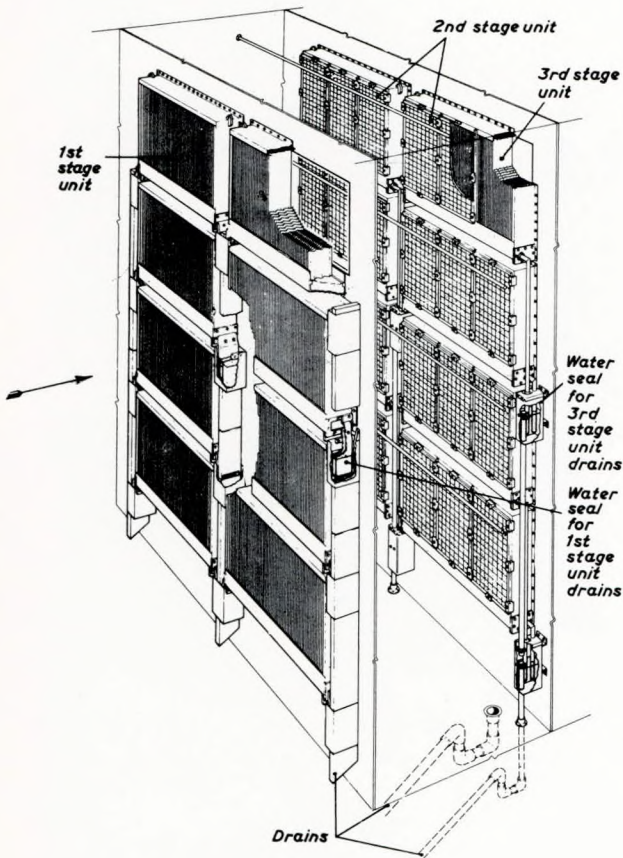 2nd stage unit
3rd stage
unit
1st
stage
unit
Water
seal
for
3rd
stage
unit
drains
Water
seal
for
1st
stage
unit
drains
Drains